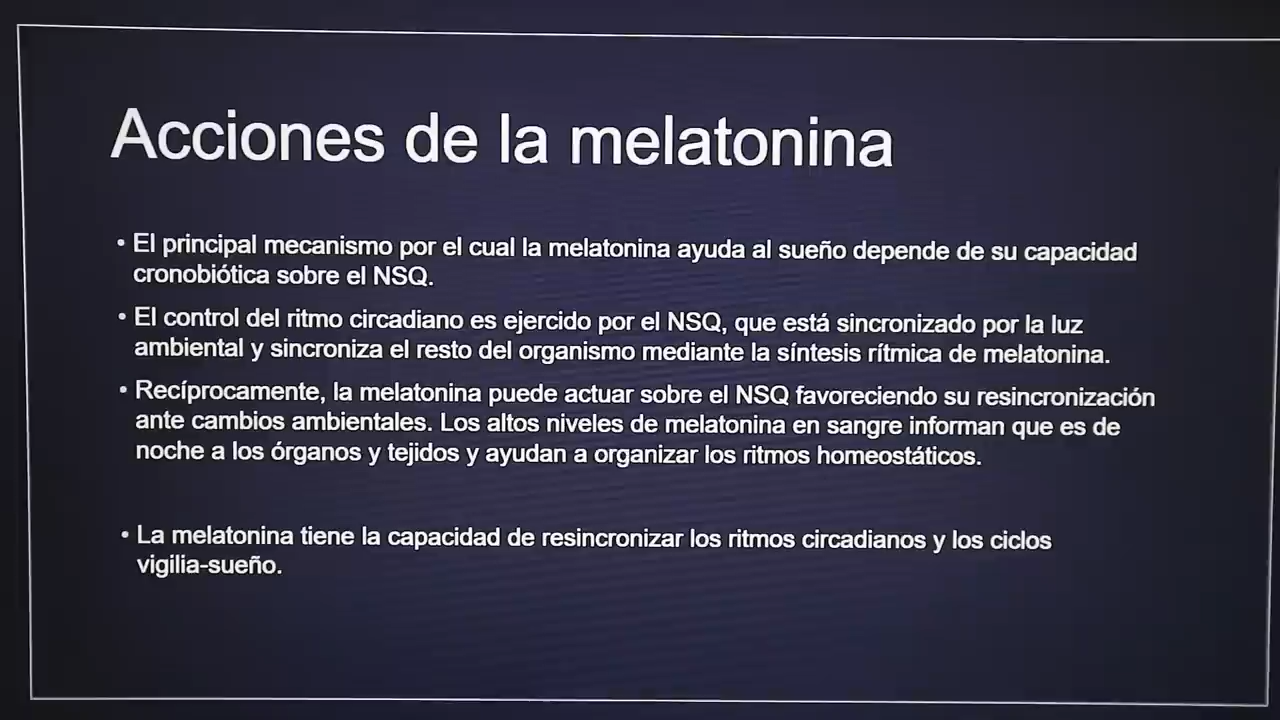 Acciones de la melatonina
• El principal mecanismo por el cual la melatonina ayuda al sueño depende de su capacidad
cronobiótica sobre el NSQ.
• El control del ritmo circadiano es ejercido por el NSQ, que está sincronizado por la luz
ambiental y sincroniza el resto del organismo mediante la síntesis rítmica de melatonina.
• Recíprocamente, la melatonina puede actuar sobre el NSQ favoreciendo su resincronización
ante cambios ambientales. Los altos niveles de melatonina en sangre informan que es de
noche a los órganos y tejidos y ayudan a organizar los ritmos homeostáticos.
• La melatonina tiene la capacidad de resincronizar los ritmos circadianos y los ciclos
vigilia-sueño.